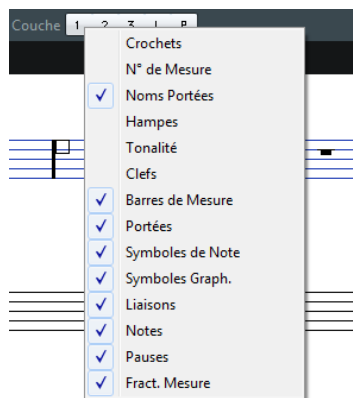 Couche 1 2 3 L P
Crochets
N° de Mesure
Noms Portées
Hampes
Tonalité
Clefs
Barres de Mesure
Portées
Symboles de Note
Symboles Graph.
Liaisons
Notes
Pauses
Fract. Mesure